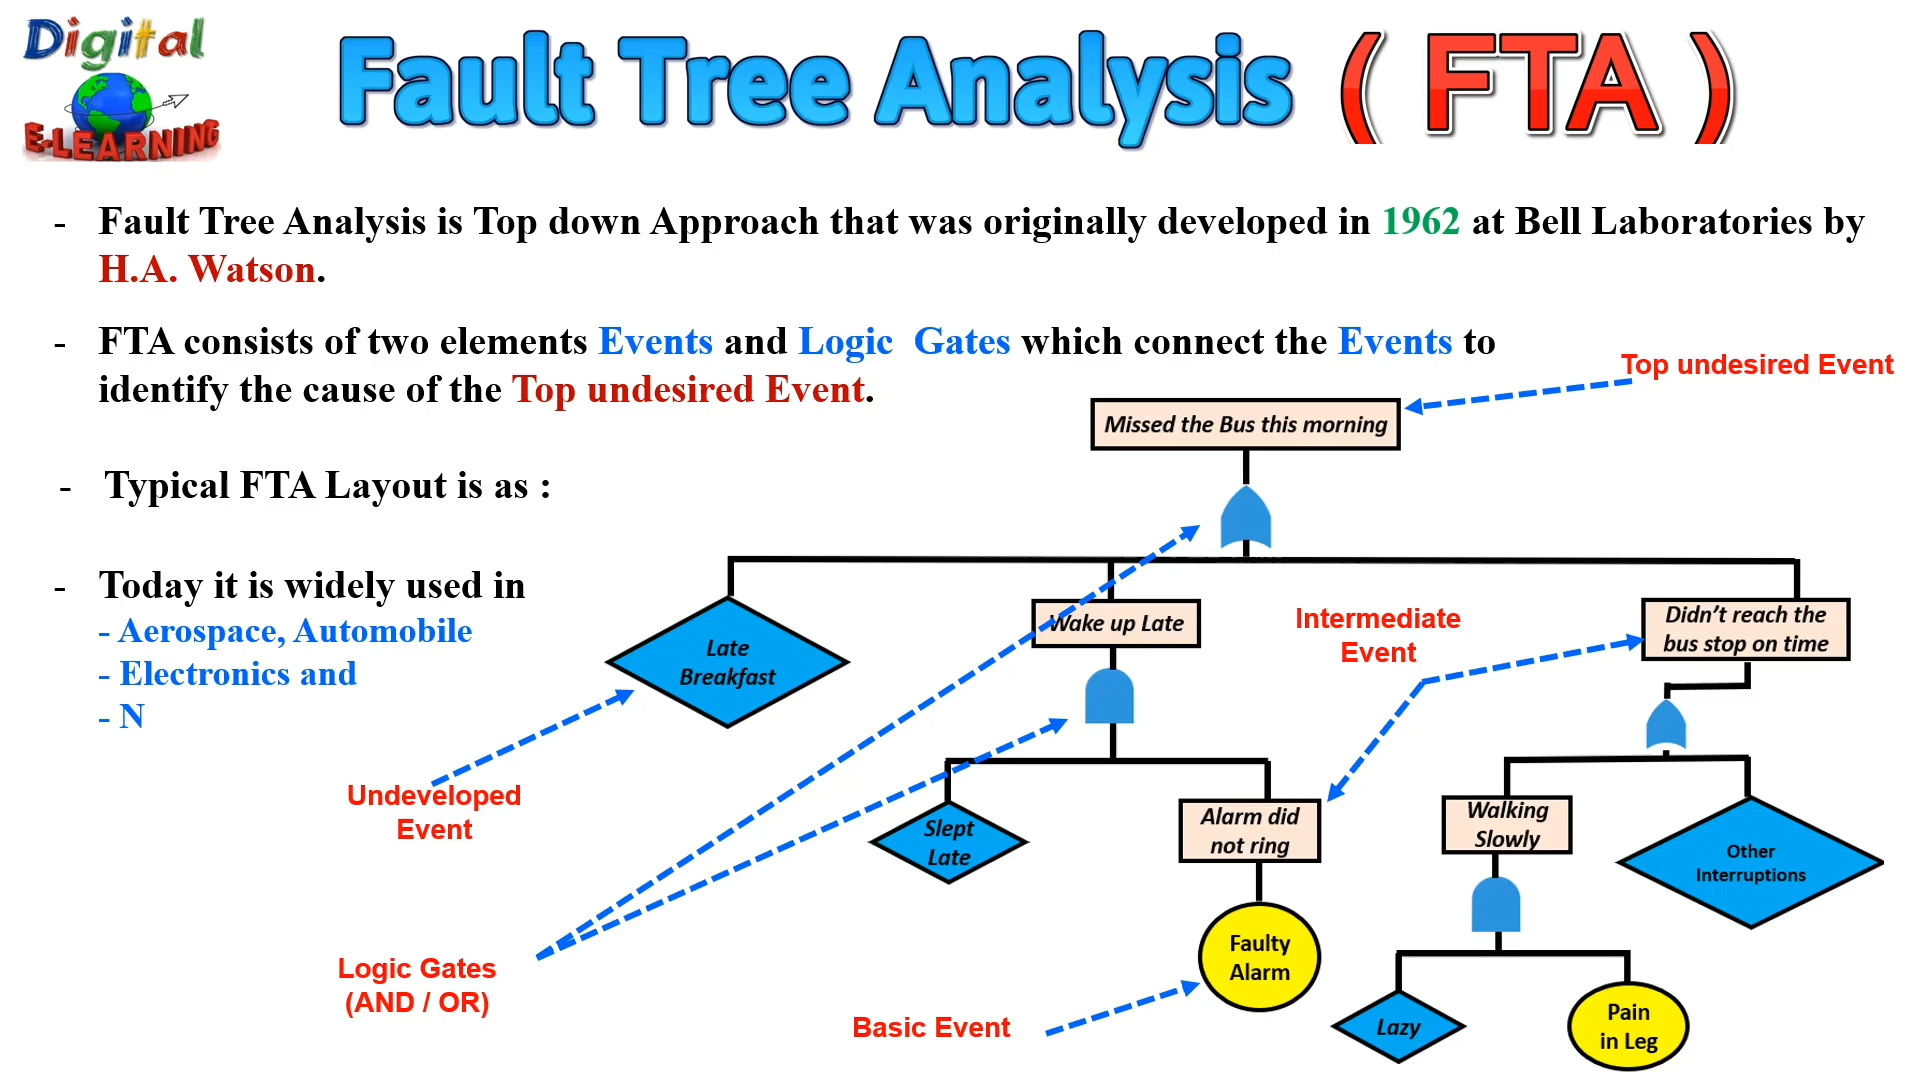 Digital
E-LEARNING
Fault Tree Analysis ( FTA )
- Fault Tree Analysis is Top down Approach that was originally developed in 1962 at Bell Laboratories by
H.A. Watson.
- FTA consists of two elements Events and Logic Gates which connect the Events to
identify the cause of the Top undesired Event.
Top undesired Event
Missed the Bus this morning
- Typical FTA Layout is as :
- Today it is widely used in
- Aerospace, Automobile
- Electronics and
- N
Late
Breakfast
Wake up Late
Intermediate
Event
Didn't reach the
bus stop on time
Undeveloped
Event
Slept
Late
Alarm did
not ring
Walking
Slowly
Other
Interruptions
Logic Gates
(AND / OR)
Faulty
Alarm
Basic Event
Lazy
Pain
in Leg